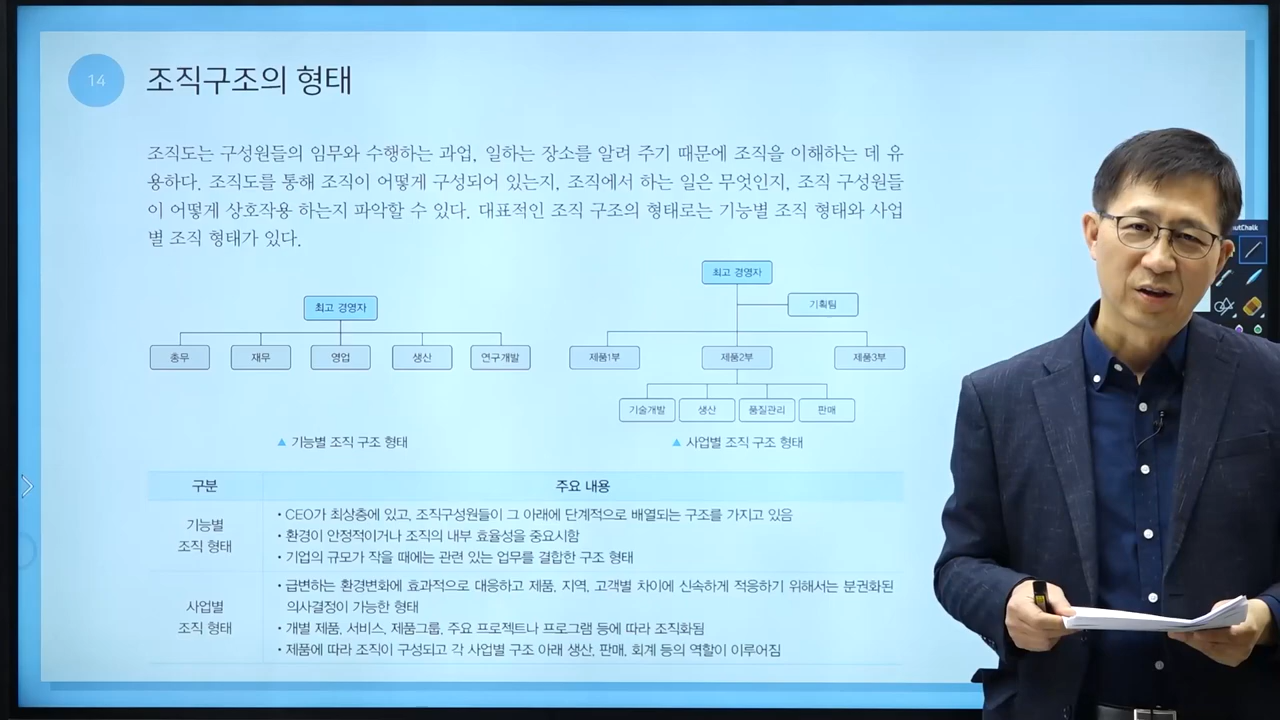 14
조직구조의 형태
조직도는 구성원들의 임무와 수행하는 과업, 일하는 장소를 알려 주기 때문에 조직을 이해하는 데 유
용하다. 조직도를 통해 조직이 어떻게 구성되어 있는지, 조직에서 하는 일은 무엇인지, 조직 구성원들
이 어떻게 상호작용 하는지 파악할 수 있다. 대표적인 조직 구조의 형태로는 기능별 조직 형태와 사업
별 조직 형태가 있다.
최고 경영자
총무 재무 영업 생산 연구개발
▲ 기능별 조직 구조 형태
최고 경영자
기획팀
제품1부 제품2부 제품3부
기술개발 생산 품질관리 판매
▲ 사업별 조직 구조 형태
구분 주요 내용
기능별
조직 형태
• CEO가 최상층에 있고, 조직구성원들이 그 아래에 단계적으로 배열되는 구조를 가지고 있음
• 환경이 안정적이거나 조직의 내부 효율성을 중요시함
• 기업의 규모가 작을 때에는 관련 있는 업무를 결합한 구조 형태
사업별
조직 형태
• 급변하는 환경변화에 효과적으로 대응하고 제품, 지역, 고객별 차이에 신속하게 적응하기 위해서는 분권화된
의사결정이 가능한 형태
• 개별 제품, 서비스, 제품그룹, 주요 프로젝트나 프로그램 등에 따라 조직화됨
• 제품에 따라 조직이 구성되고 각 사업별 구조 아래 생산, 판매, 회계 등의 역할이 이루어짐